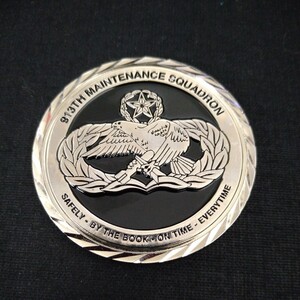 913TH MAINTENANCE SQUADRON
SAFELY - BY THE BOOK - ON TIME - EVERYTIME